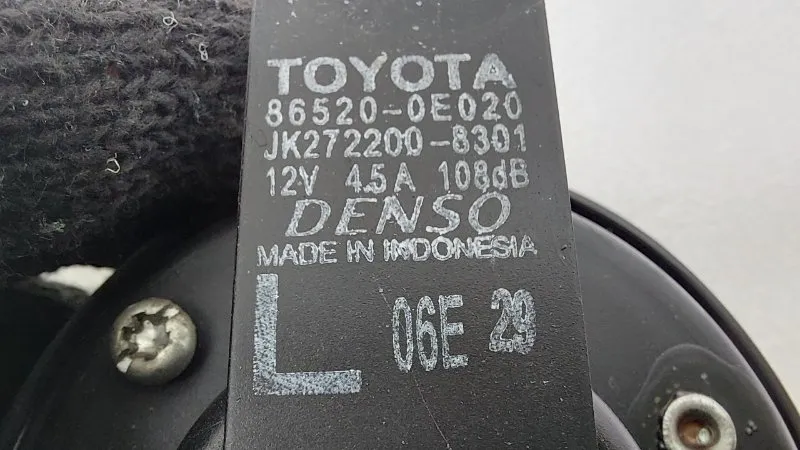 TOYOTA
86520-0E020
JK272200-8301
12V 4.5A 108dB
DENSO
MADE IN INDONESIA
L 06E 29